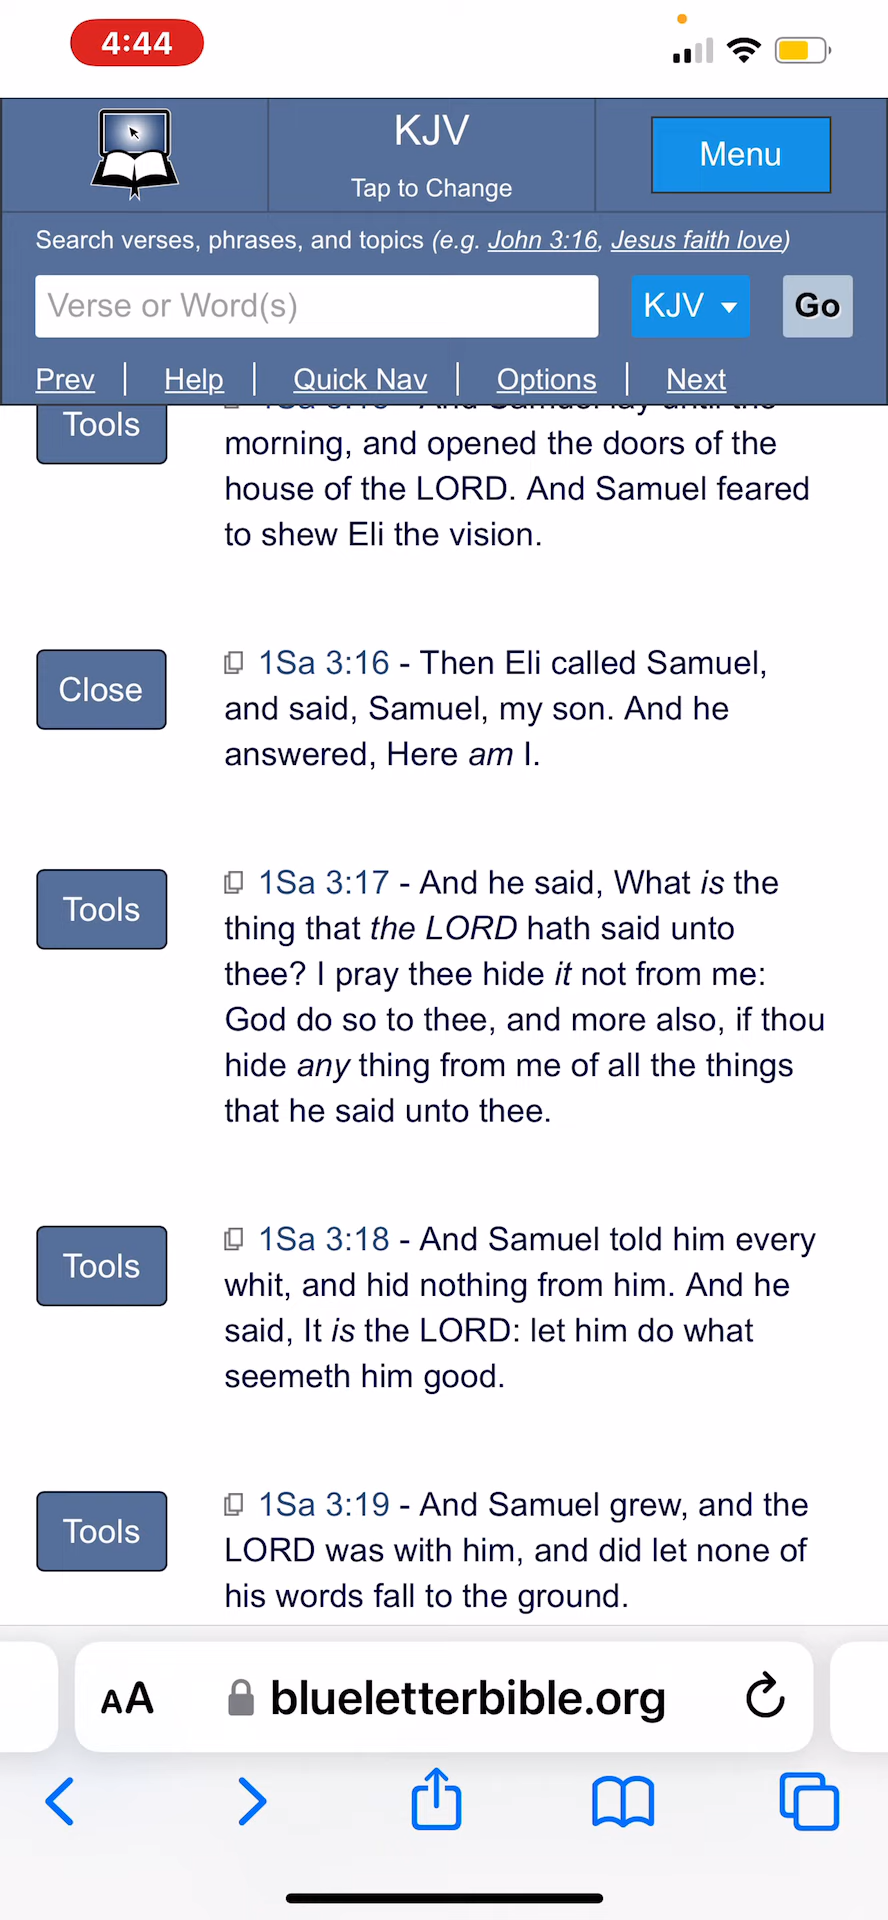 4:44
KJV
Tap to Change
Menu
Search verses, phrases, and topics (e.g. John 3:16, Jesus faith love)
Verse or Word(s)
KJV
Go
Prev | Help | Quick Nav | Options | Next
Tools
And Samuel lay until the
morning, and opened the doors of the
house of the LORD. And Samuel feared
to shew Eli the vision.
Close
1Sa 3:16 - Then Eli called Samuel,
and said, Samuel, my son. And he
answered, Here am I.
Tools
1Sa 3:17 - And he said, What is the
thing that the LORD hath said unto
thee? I pray thee hide it not from me:
God do so to thee, and more also, if thou
hide any thing from me of all the things
that he said unto thee.
Tools
1Sa 3:18 - And Samuel told him every
whit, and hid nothing from him. And he
said, It is the LORD: let him do what
seemeth him good.
Tools
1Sa 3:19 - And Samuel grew, and the
LORD was with him, and did let none of
his words fall to the ground.
AA
blueletterbible.org